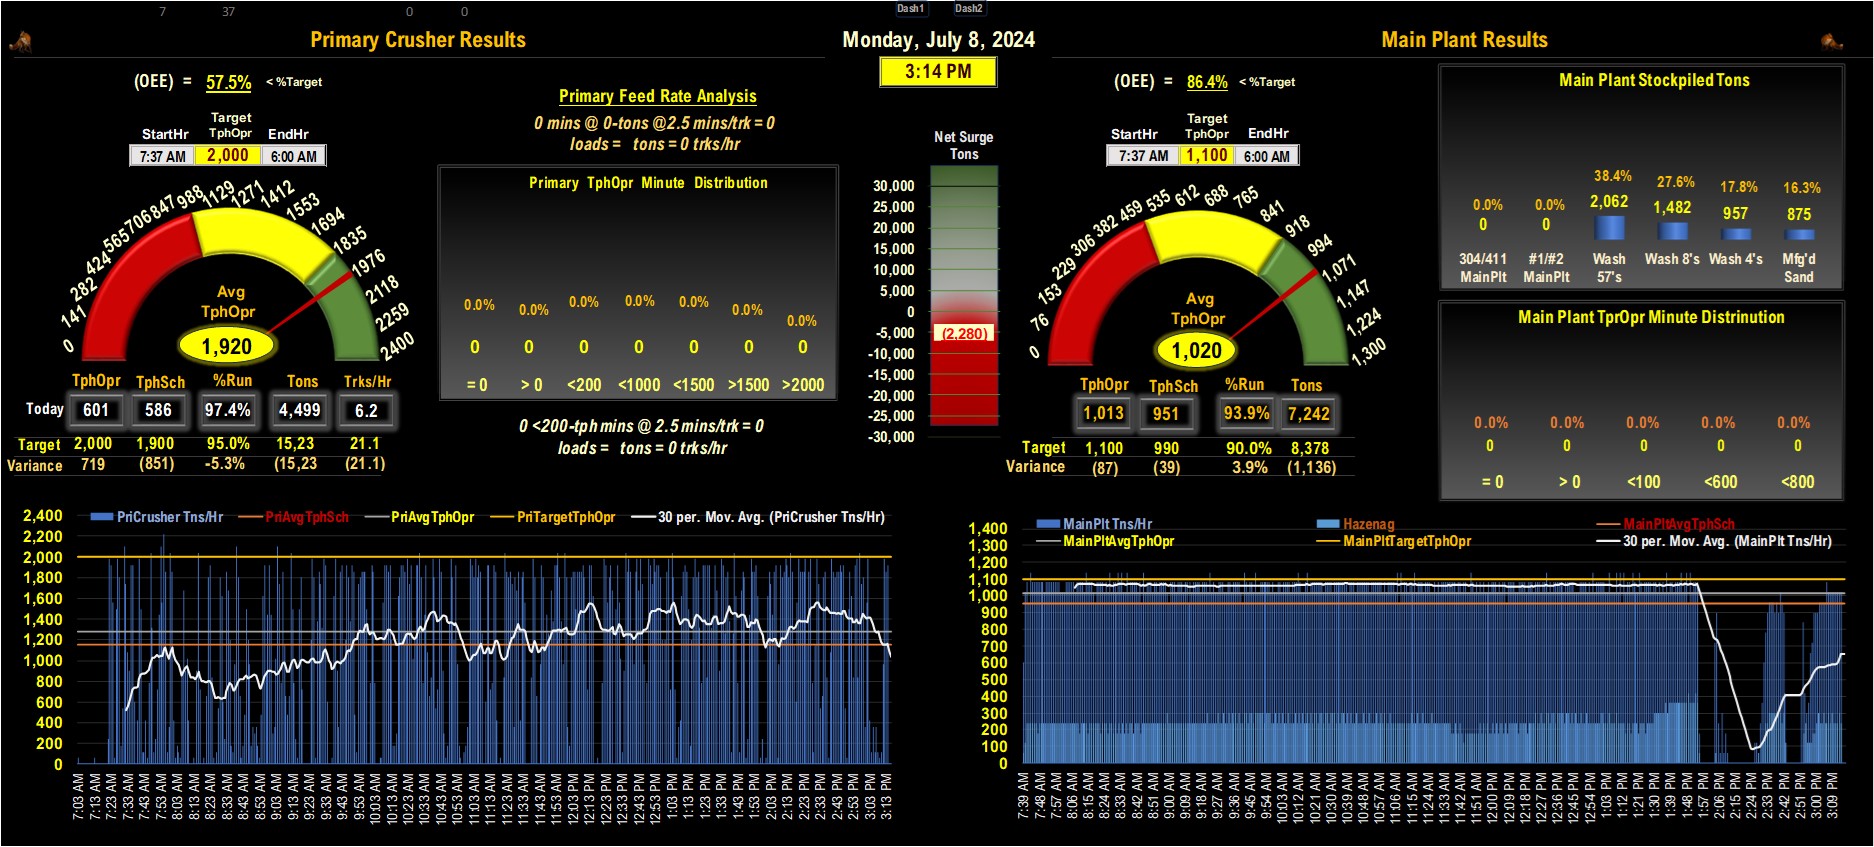 7 37 0 0 Dash1 Dash2
Primary Crusher Results
Monday, July 8, 2024
Main Plant Results
3:14 PM
(OEE) = 57.5% < %Target
Target
StartHr TphOpr EndHr
7:37 AM 2,000 6:00 AM
0 141 282 424 565 706 847 988 1129 1271 1412 1553 1694 1835 1976 2118 2259 2400
Avg
TphOpr
1,920
TphOpr TphSch %Run Tons Trks/Hr
Today 601 586 97.4% 4,499 6.2
Target 2,000 1,900 95.0% 15,23 21.1
Variance 719 (851) -5.3% (15,23 (21.1)
Primary Feed Rate Analysis
0 mins @ 0-tons @2.5 mins/trk = 0
loads = tons = 0 trks/hr
Primary TphOpr Minute Distribution
0.0% 0.0% 0.0% 0.0% 0.0% 0.0% 0.0%
0 0 0 0 0 0 0
= 0 > 0 <200 <1000 <1500 >1500 >2000
0 <200-tph mins @ 2.5 mins/trk = 0
loads = tons = 0 trks/hr
Net Surge
Tons
30,000
25,000
20,000
15,000
10,000
5,000
0
-5,000
(2,280)
-10,000
-15,000
-20,000
-25,000
-30,000
(OEE) = 86.4% < %Target
Target
StartHr TphOpr EndHr
7:37 AM 1,100 6:00 AM
0 76 153 229 306 382 459 535 612 688 765 841 918 994 1,071 1,147 1,224 1,300
Avg
TphOpr
1,020
TphOpr TphSch %Run Tons
1,013 951 93.9% 7,242
Target 1,100 990 90.0% 8,378
Variance (87) (39) 3.9% (1,136)
Main Plant Stockpiled Tons
0.0% 0.0% 38.4% 27.6% 17.8% 16.3%
0 0 2,062 1,482 957 875
304/411 #1/#2 Wash Wash 8's Wash 4's Mfg'd
MainPlt MainPlt 57's Sand
Main Plant TprOpr Minute Distrinution
0.0% 0.0% 0.0% 0.0% 0.0%
0 0 0 0 0
= 0 > 0 <100 <600 <800
PriCrusher Tns/Hr PriAvgTphSch PriAvgTphOpr PriTargetTphOpr 30 per. Mov. Avg. (PriCrusher Tns/Hr)
2,400
2,200
2,000
1,800
1,600
1,400
1,200
1,000
800
600
400
200
0
7:03 AM 7:13 AM 7:23 AM 7:33 AM 7:43 AM 7:53 AM 8:03 AM 8:13 AM 8:23 AM 8:33 AM 8:43 AM 8:53 AM 9:03 AM 9:13 AM 9:23 AM 9:33 AM 9:43 AM 9:53 AM 10:03 AM 10:13 AM 10:23 AM 10:33 AM 10:43 AM 10:53 AM 11:03 AM 11:13 AM 11:23 AM 11:33 AM 11:43 AM 11:53 AM 12:03 PM 12:13 PM 12:23 PM 12:33 PM 12:43 PM 12:53 PM 1:03 PM 1:13 PM 1:23 PM 1:33 PM 1:43 PM 1:53 PM 2:03 PM 2:13 PM 2:23 PM 2:33 PM 2:43 PM 2:53 PM 3:03 PM 3:13 PM
MainPlt Tns/Hr Hazenag MainPltAvgTphSch
MainPltAvgTphOpr MainPltTargetTphOpr 30 per. Mov. Avg. (MainPlt Tns/Hr)
1,400
1,300
1,200
1,100
1,000
900
800
700
600
500
400
300
200
100
0
7:39 AM 7:48 AM 7:57 AM 8:06 AM 8:15 AM 8:24 AM 8:33 AM 8:42 AM 8:51 AM 9:00 AM 9:09 AM 9:18 AM 9:27 AM 9:36 AM 9:45 AM 9:54 AM 10:03 AM 10:12 AM 10:21 AM 10:30 AM 10:39 AM 10:48 AM 10:57 AM 11:06 AM 11:15 AM 11:24 AM 11:33 AM 11:42 AM 11:51 AM 12:00 PM 12:09 PM 12:18 PM 12:27 PM 12:36 PM 12:45 PM 12:54 PM 1:03 PM 1:12 PM 1:21 PM 1:30 PM 1:39 PM 1:48 PM 1:57 PM 2:06 PM 2:15 PM 2:24 PM 2:33 PM 2:42 PM 2:51 PM 3:00 PM 3:09 PM